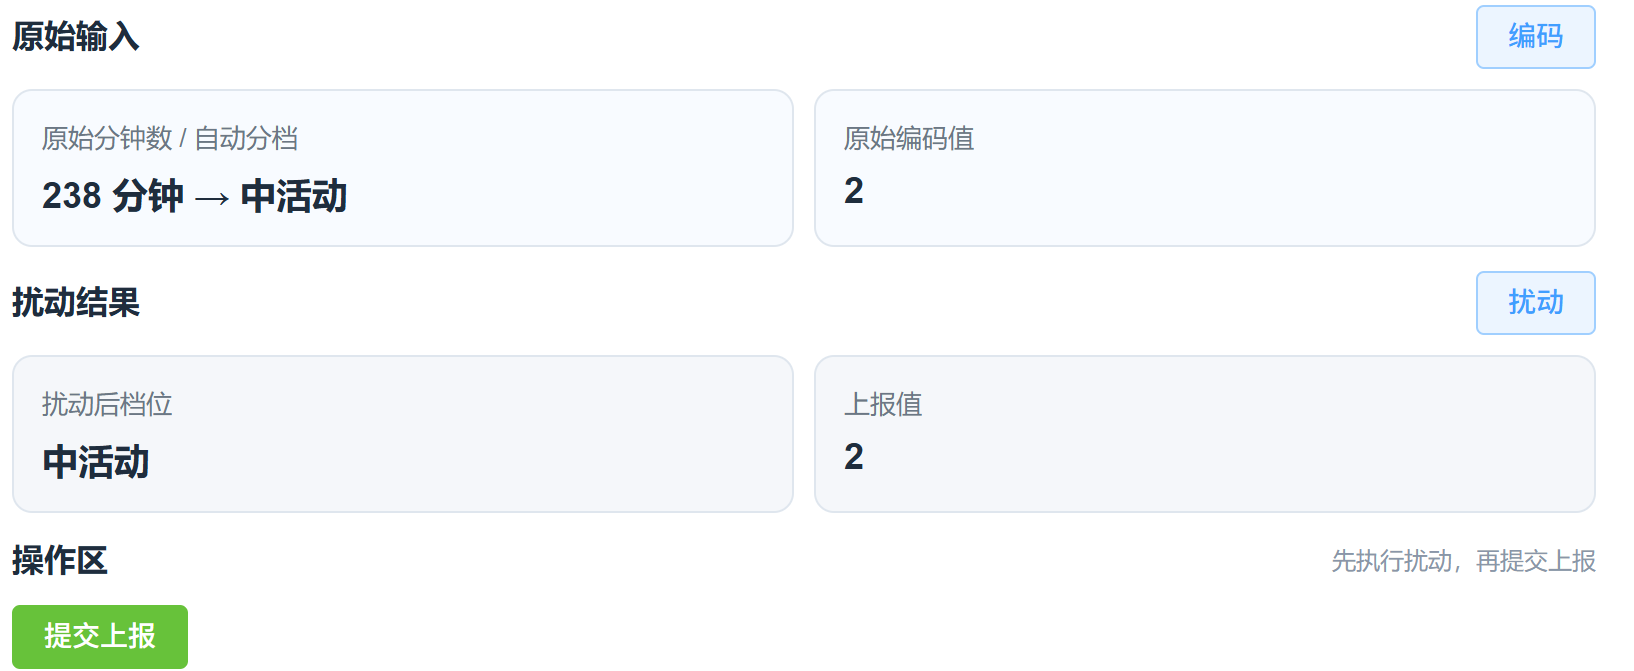 原始输入
编码
原始分钟数 / 自动分档
238 分钟 → 中活动
原始编码值
2
扰动结果
扰动
扰动后档位
中活动
上报值
2
操作区
先执行扰动，再提交上报
提交上报